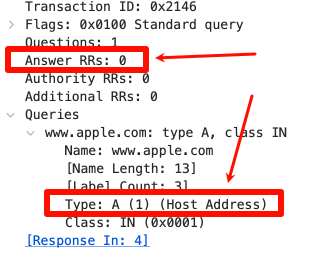 Transaction ID: 0x2146
Flags: 0x0100 Standard query
Questions: 1
Answer RRs: 0
Authority RRs: 0
Additional RRs: 0
Queries
www.apple.com: type A, class IN
Name: www.apple.com
[Name Length: 13]
[Label Count: 3]
Type: A (1) (Host Address)
Class: IN (0x0001)
[Response In: 4]